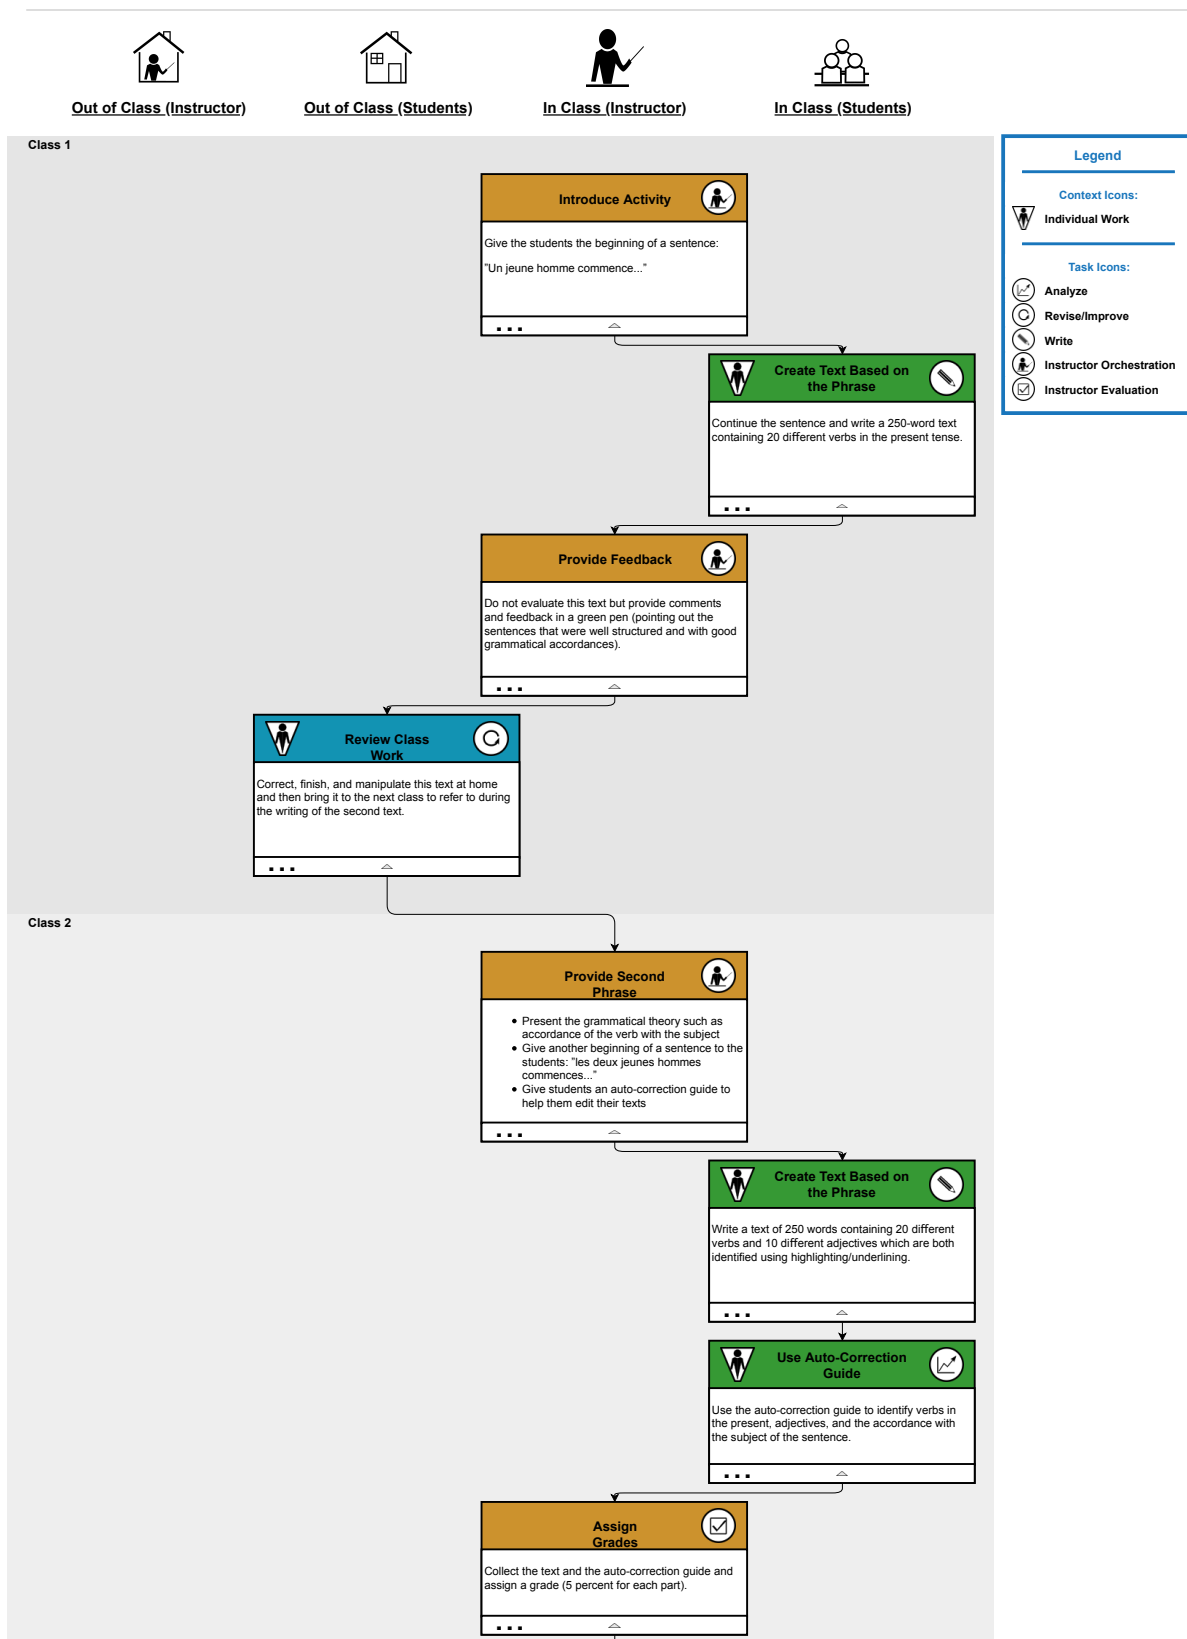 Out of Class (Instructor)
Out of Class (Students)
In Class (Instructor)
In Class (Students)
Class 1
Legend
Context Icons:
Individual Work
Task Icons:
Analyze
Revise/Improve
Write
Instructor Orchestration
Instructor Evaluation
Introduce Activity
Give the students the beginning of a sentence:
"Un jeune homme commence..."
Create Text Based on
the Phrase
Continue the sentence and write a 250-word text
containing 20 different verbs in the present tense.
Provide Feedback
Do not evaluate this text but provide comments
and feedback in a green pen (pointing out the
sentences that were well structured and with good
grammatical accordances).
Review Class
Work
Correct, finish, and manipulate this text at home
and then bring it to the next class to refer to during
the writing of the second text.
Class 2
Provide Second
Phrase
• Present the grammatical theory such as
accordance of the verb with the subject
• Give another beginning of a sentence to the
students: "les deux jeunes hommes
commences..."
• Give students an auto-correction guide to
help them edit their texts
Create Text Based on
the Phrase
Write a text of 250 words containing 20 different
verbs and 10 different adjectives which are both
identified using highlighting/underlining.
Use Auto-Correction
Guide
Use the auto-correction guide to identify verbs in
the present, adjectives, and the accordance with
the subject of the sentence.
Assign
Grades
Collect the text and the auto-correction guide and
assign a grade (5 percent for each part).